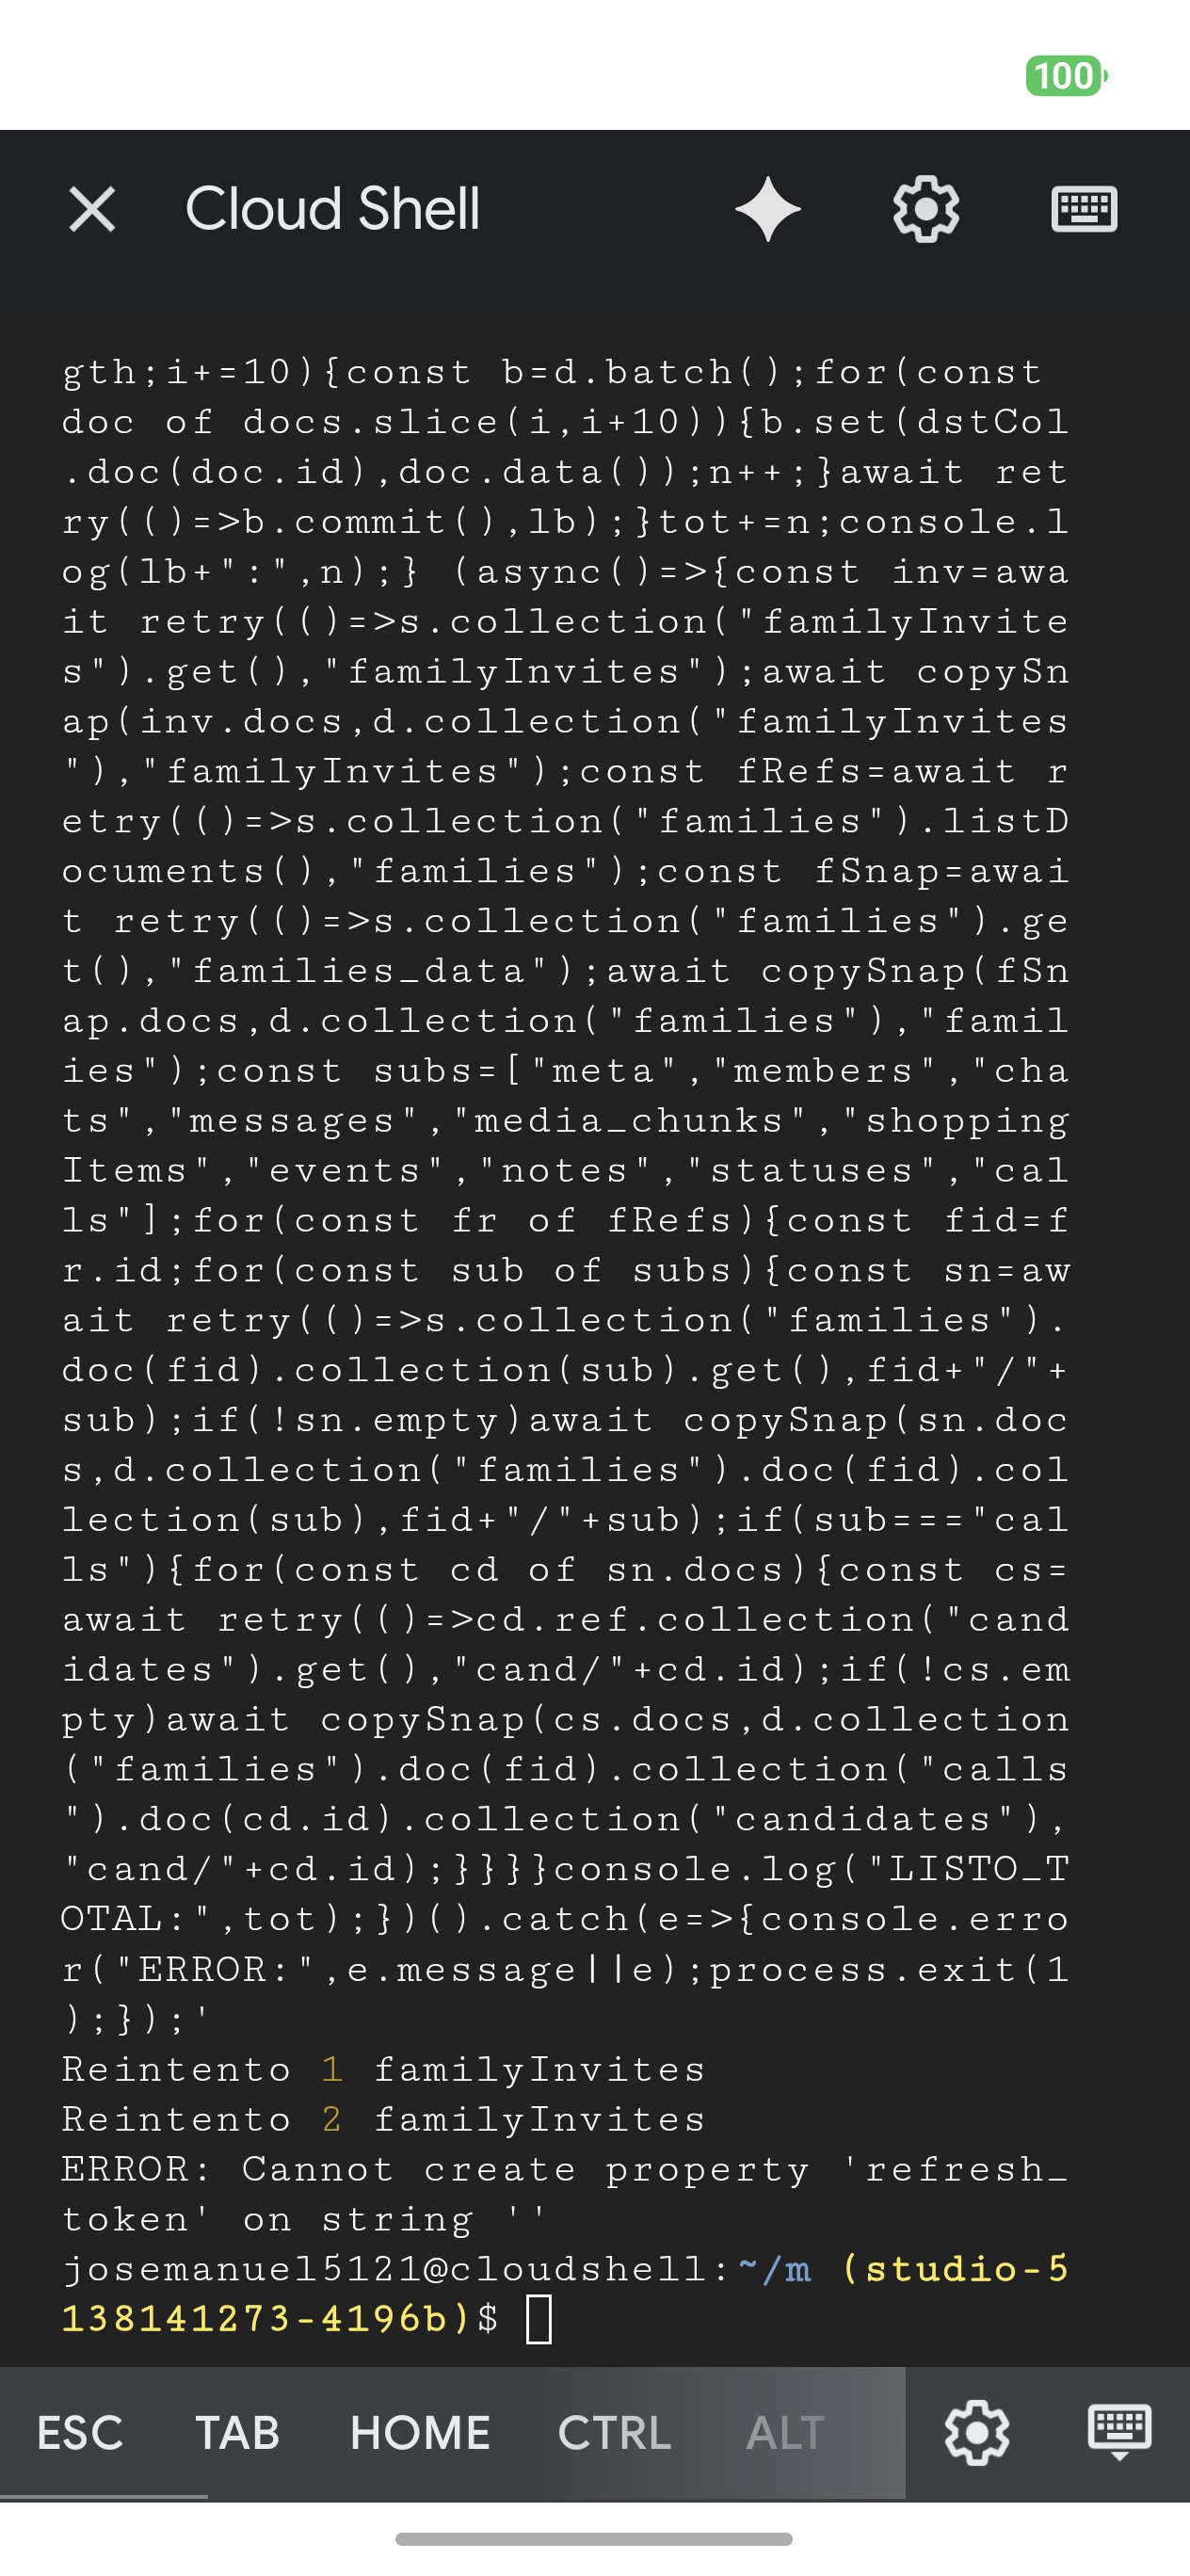 100
Cloud Shell
gth;i+=10){const b=d.batch();for(const
doc of docs.slice(i,i+10)){b.set(dstCol
.doc(doc.id),doc.data());n++;}await ret
ry(()=>b.commit(),lb);}tot+=n;console.l
og(lb+":",n);} (async()=>{const inv=awa
it retry(()=>s.collection("familyInvite
s").get(),"familyInvites");await copySn
ap(inv.docs,d.collection("familyInvites
"),"familyInvites");const fRefs=await r
etry(()=>s.collection("families").listD
ocuments(),"families");const fSnap=awai
t retry(()=>s.collection("families").ge
t(),"families_data");await copySnap(fSn
ap.docs,d.collection("families"),"famil
ies");const subs=["meta","members","cha
ts","messages","media_chunks","shopping
Items","events","notes","statuses","cal
ls"];for(const fr of fRefs){const fid=f
r.id;for(const sub of subs){const sn=aw
ait retry(()=>s.collection("families").
doc(fid).collection(sub).get(),fid+"/"+
sub);if(!sn.empty)await copySnap(sn.doc
s,d.collection("families").doc(fid).col
lection(sub),fid+"/"+sub);if(sub==="cal
ls"){for(const cd of sn.docs){const cs=
await retry(()=>cd.ref.collection("cand
idates").get(),"cand/"+cd.id);if(!cs.em
pty)await copySnap(cs.docs,d.collection
("families").doc(fid).collection("calls
").doc(cd.id).collection("candidates"),
"cand/"+cd.id);}}}}console.log("LISTO_T
OTAL:",tot);})().catch(e=>{console.erro
r("ERROR:",e.message||e);process.exit(1
);});'
Reintento 1 familyInvites
Reintento 2 familyInvites
ERROR: Cannot create property 'refresh_
token' on string ''
josemanuel5121@cloudshell:~/m (studio-5
138141273-4196b)$
ESC TAB HOME CTRL ALT